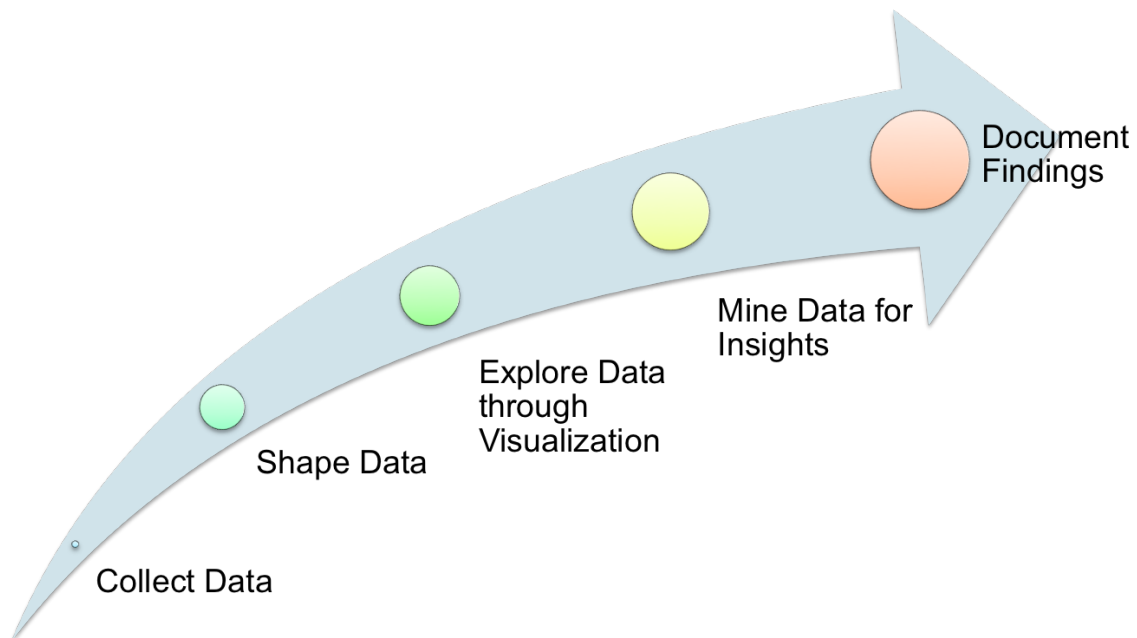 Document
Findings
Mine Data for
Insights
Explore Data
through
Visualization
Shape Data
Collect Data